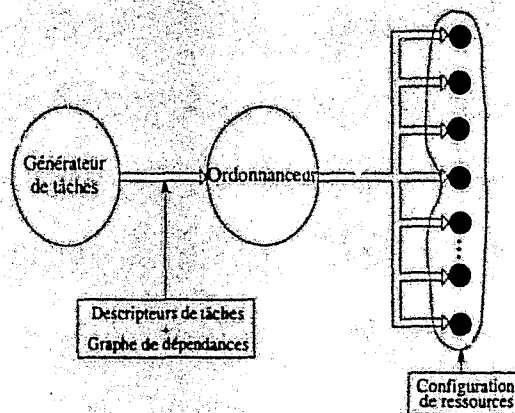 Générateur
de tâches
Ordonnanceur
Descripteurs de tâches
+
Graphe de dépendances
Configuration
de ressources